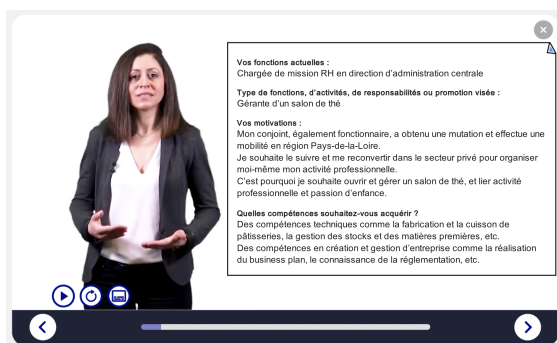 Vos fonctions actuelles :
Chargée de mission RH en direction d'administration centrale
Type de fonctions, d'activités, de responsabilités ou promotion visée :
Gérante d'un salon de thé
Vos motivations :
Mon conjoint, également fonctionnaire, a obtenu une mutation et effectue une
mobilité en région Pays-de-la-Loire.
Je souhaite le suivre et me reconvertir dans le secteur privé pour organiser
moi-même mon activité professionnelle.
C'est pourquoi je souhaite ouvrir et gérer un salon de thé, et lier activité
professionnelle et passion d'enfance.
Quelles compétences souhaitez-vous acquérir ?
Des compétences techniques comme la fabrication et la cuisson de
pâtisseries, la gestion des stocks et des matières premières, etc.
Des compétences en création et gestion d'entreprise comme la réalisation
du business plan, le connaissance de la réglementation, etc.